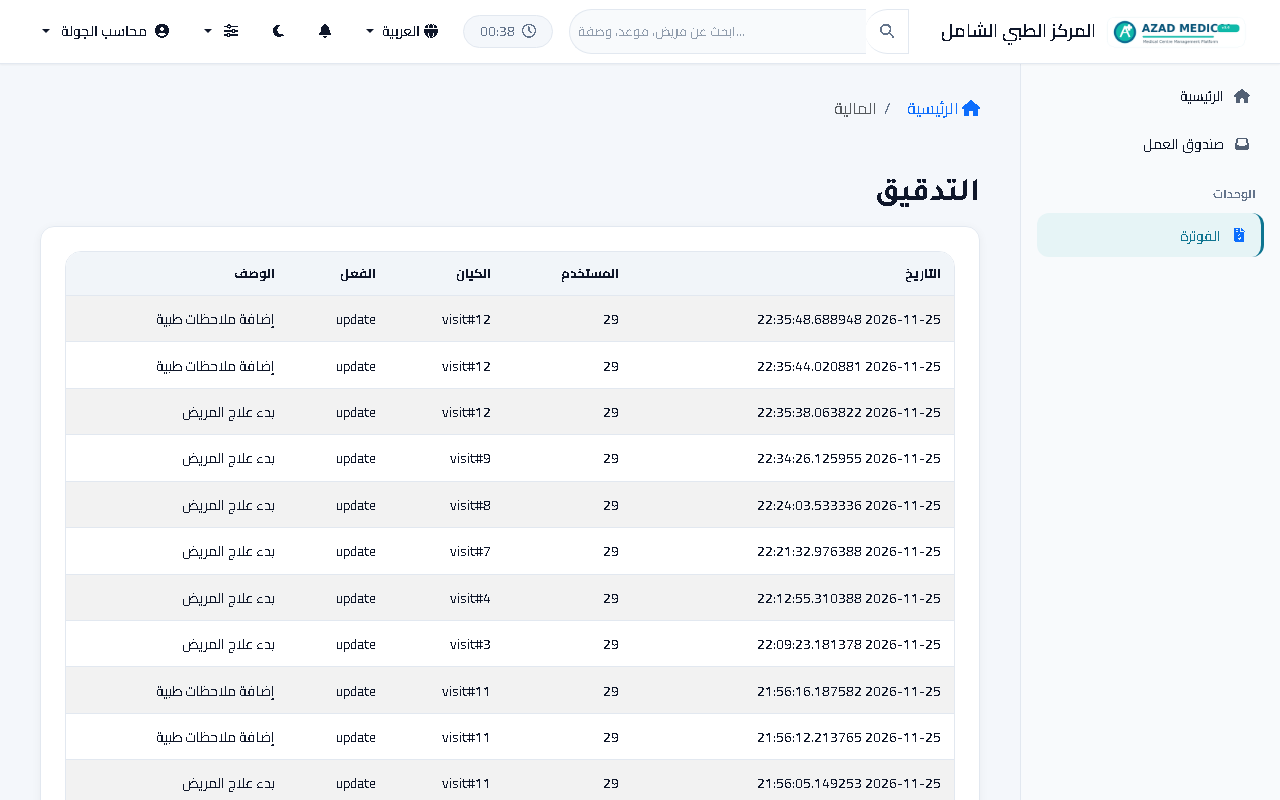 AZAD MEDIC
Medical Centre Management Platform
المركز الطبي الشامل
ابحث عن مريض، موعد، وصفة...
00:38
العربية
محاسب الجولة
الرئيسية
صندوق العمل
الوحدات
الفوترة
الرئيسية / المالية
التدقيق
التاريخ المستخدم الكيان الفعل الوصف
2026-11-25 22:35:48.688948 29 visit#12 update إضافة ملاحظات طبية
2026-11-25 22:35:44.020881 29 visit#12 update إضافة ملاحظات طبية
2026-11-25 22:35:38.063822 29 visit#12 update بدء علاج المريض
2026-11-25 22:34:26.125955 29 visit#9 update بدء علاج المريض
2026-11-25 22:24:03.533336 29 visit#8 update بدء علاج المريض
2026-11-25 22:21:32.976388 29 visit#7 update بدء علاج المريض
2026-11-25 22:12:55.310388 29 visit#4 update بدء علاج المريض
2026-11-25 22:09:23.181378 29 visit#3 update بدء علاج المريض
2026-11-25 21:56:16.187582 29 visit#11 update إضافة ملاحظات طبية
2026-11-25 21:56:12.213765 29 visit#11 update إضافة ملاحظات طبية
2026-11-25 21:56:05.149253 29 visit#11 update بدء علاج المريض